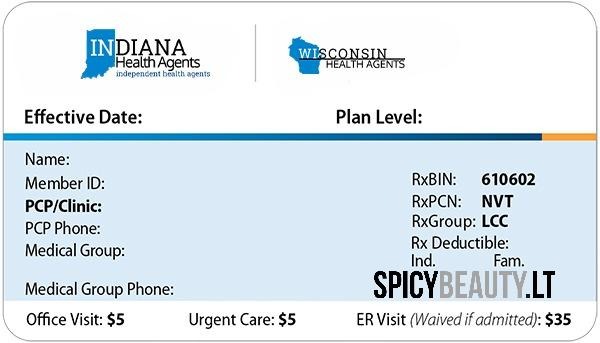 INDIANA
Health Agents
independent health agents
WISCONSIN
HEALTH AGENTS
Effective Date: Plan Level:
Name:
Member ID:
PCP/Clinic:
PCP Phone:
Medical Group:
Medical Group Phone:
RxBIN: 610602
RxPCN: NVT
RxGroup: LCC
Rx Deductible:
Ind. Fam.
SPICYBEAUTY.LT
Office Visit: $5 Urgent Care: $5 ER Visit (Waived if admitted): $35